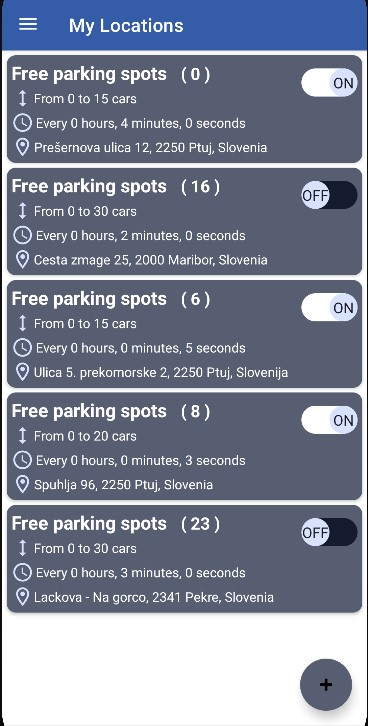 My Locations
Free parking spots ( 0 )
ON
From 0 to 15 cars
Every 0 hours, 4 minutes, 0 seconds
Prešernova ulica 12, 2250 Ptuj, Slovenia
Free parking spots ( 16 )
OFF
From 0 to 30 cars
Every 0 hours, 2 minutes, 0 seconds
Cesta zmage 25, 2000 Maribor, Slovenia
Free parking spots ( 6 )
ON
From 0 to 15 cars
Every 0 hours, 0 minutes, 5 seconds
Ulica 5. prekomorske 2, 2250 Ptuj, Slovenija
Free parking spots ( 8 )
ON
From 0 to 20 cars
Every 0 hours, 0 minutes, 3 seconds
Spuhlja 96, 2250 Ptuj, Slovenia
Free parking spots ( 23 )
OFF
From 0 to 30 cars
Every 0 hours, 3 minutes, 0 seconds
Lackova - Na gorco, 2341 Pekre, Slovenia
+